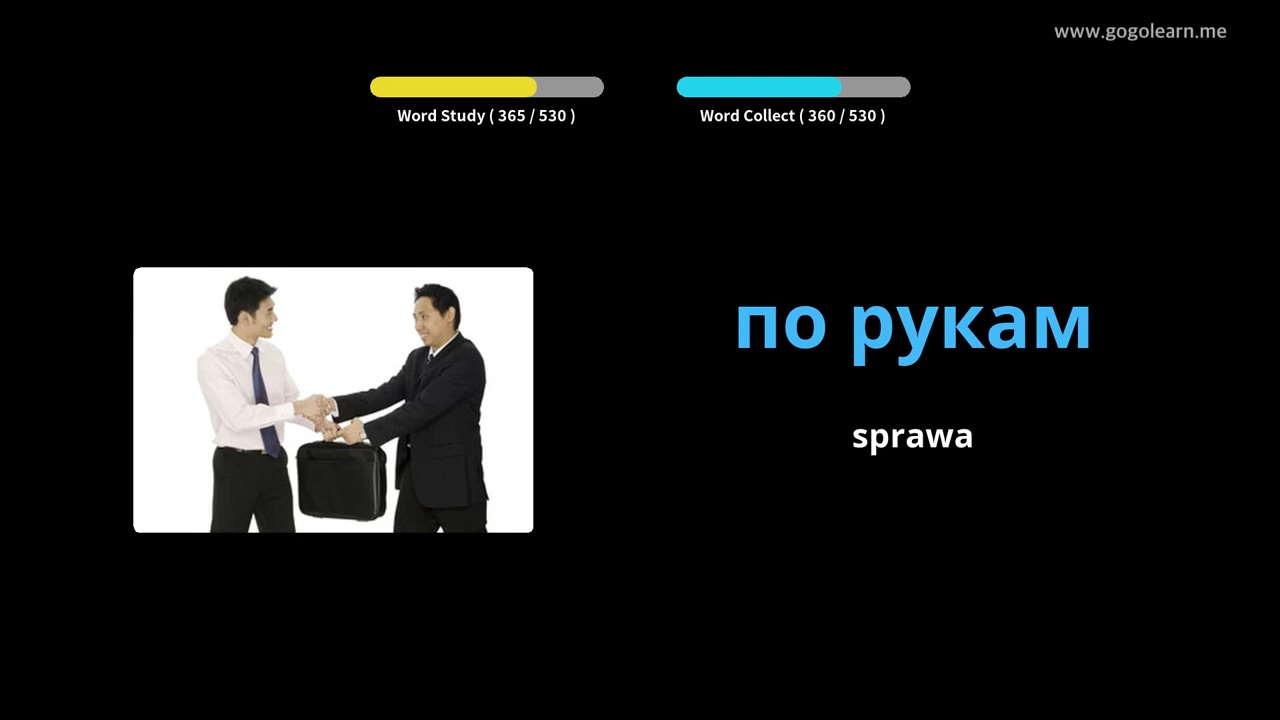 www.gogolearn.me
Word Study ( 365 / 530 )
Word Collect ( 360 / 530 )
по рукам
sprawa